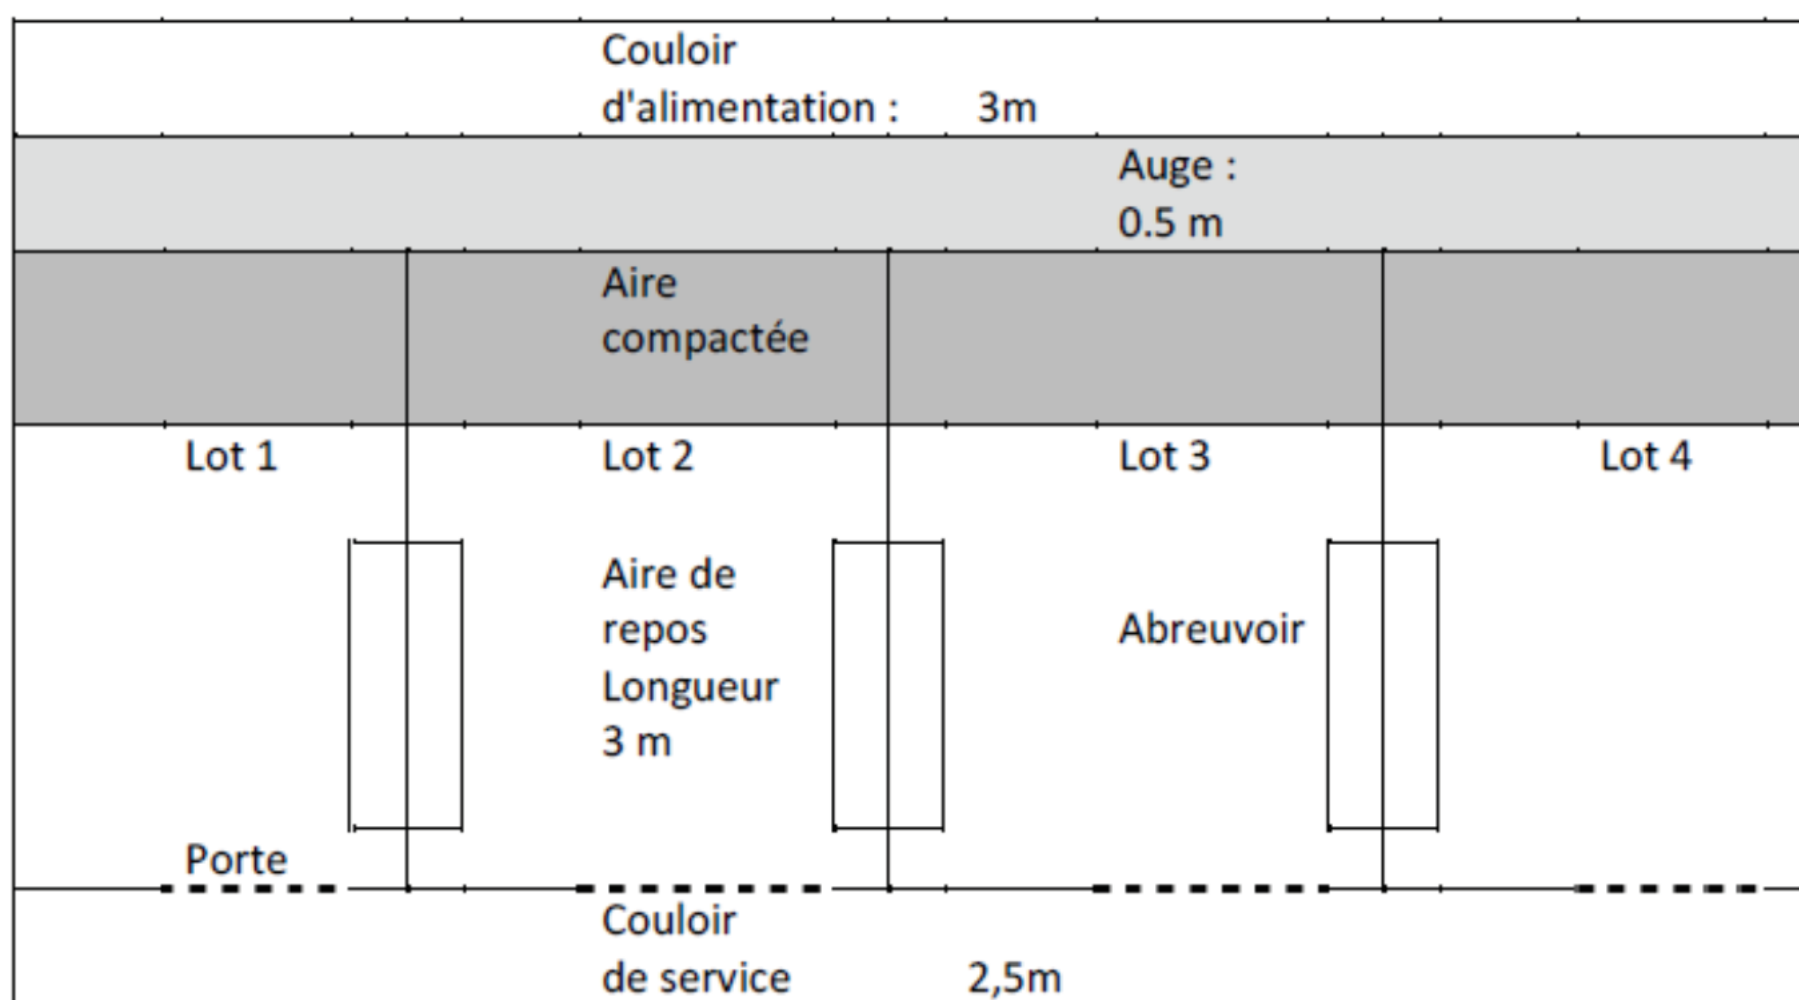 Couloir
d'alimentation : 3m
Auge :
0.5 m
Aire
compactée
Lot 1 Lot 2 Lot 3 Lot 4
Aire de
repos
Abreuvoir
Longueur
3 m
Porte
Couloir
de service 2,5m